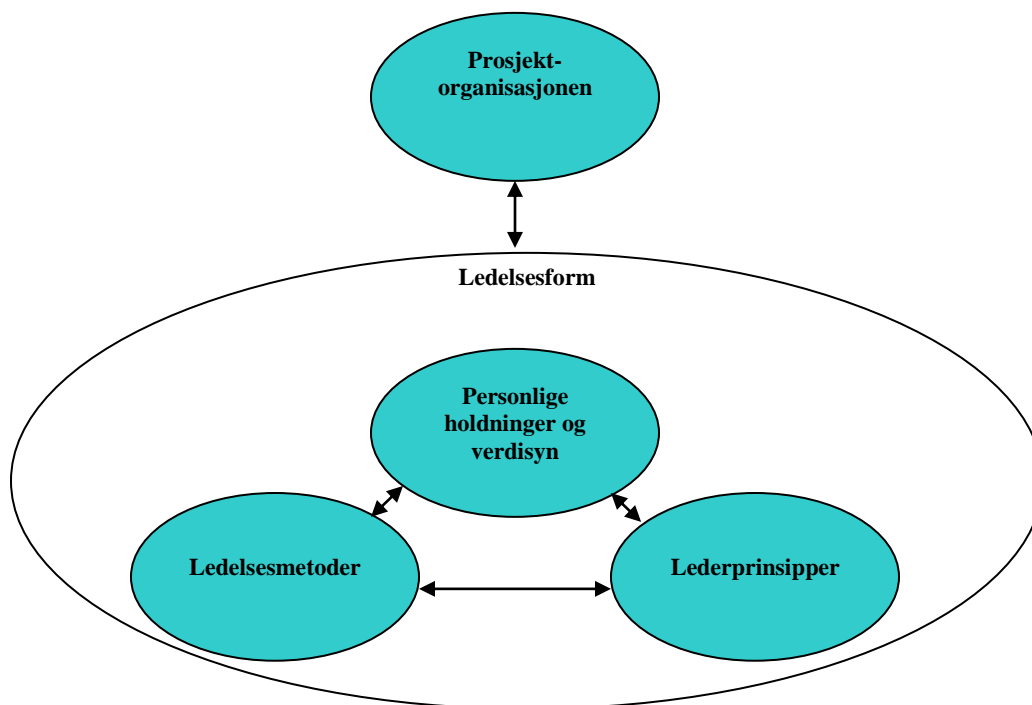 Prosjekt-
organisasjonen
Ledelsesform
Personlige
holdninger og
verdisyn
Ledelsesmetoder
Lederprinsipper